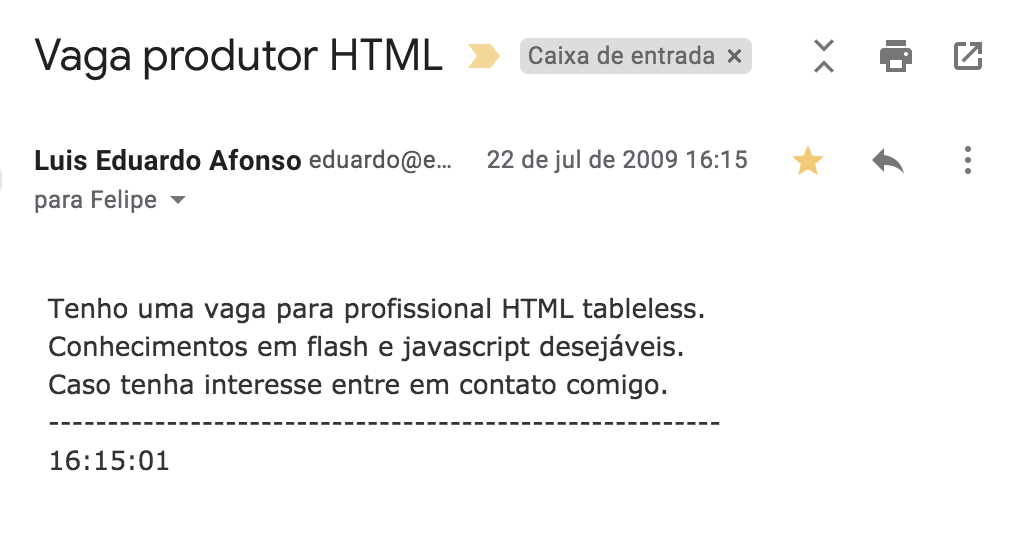 Vaga produtor HTML Caixa de entrada ×
Luis Eduardo Afonso eduardo@e... 22 de jul de 2009 16:15
para Felipe
Tenho uma vaga para profissional HTML tableless.
Conhecimentos em flash e javascript desejáveis.
Caso tenha interesse entre em contato comigo.
--------------------------------------------------------
16:15:01